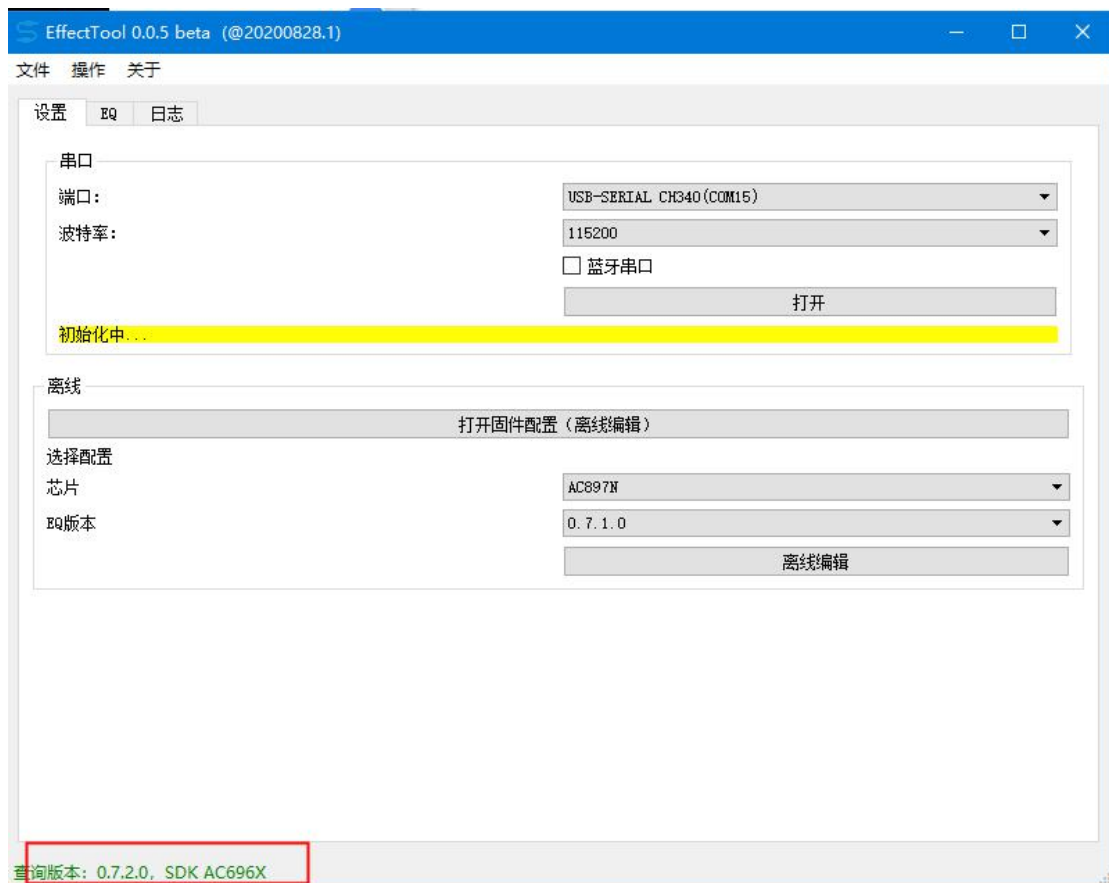 EffectTool 0.0.5 beta (@20200828.1)
文件 操作 关于
设置 EQ 日志
串口
端口: USB-SERIAL CH340(COM15)
波特率: 115200
蓝牙串口
打开
初始化中...
离线
打开固件配置（离线编辑）
选择配置
芯片 AC897N
EQ版本 0.7.1.0
离线编辑
查询版本: 0.7.2.0, SDK AC696X